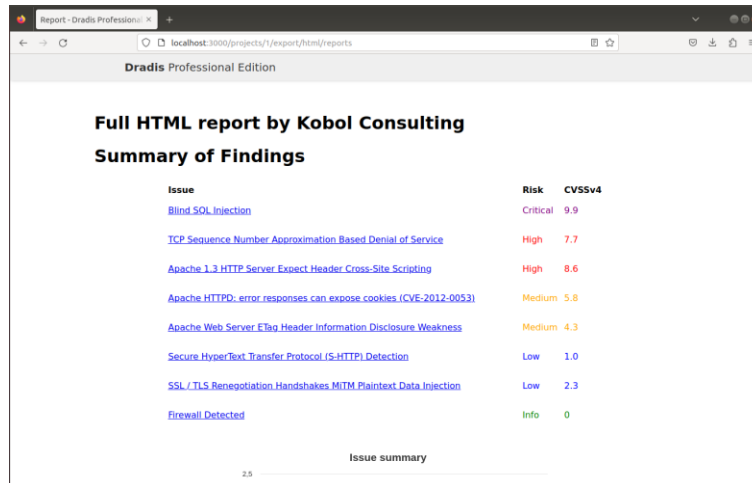 Report - Dradis Professional
localhost:3000/projects/1/export/html/reports
Dradis Professional Edition
Full HTML report by Kobol Consulting
Summary of Findings
Issue Risk CVSSv4
Blind SQL Injection Critical 9.9
TCP Sequence Number Approximation Based Denial of Service High 7.7
Apache 1.3 HTTP Server Expect Header Cross-Site Scripting High 8.6
Apache HTTPD: error responses can expose cookies (CVE-2012-0053) Medium 5.8
Apache Web Server ETag Header Information Disclosure Weakness Medium 4.3
Secure HyperText Transfer Protocol (S-HTTP) Detection Low 1.0
SSL / TLS Renegotiation Handshakes MiTM Plaintext Data Injection Low 2.3
Firewall Detected Info 0
Issue summary
2,5